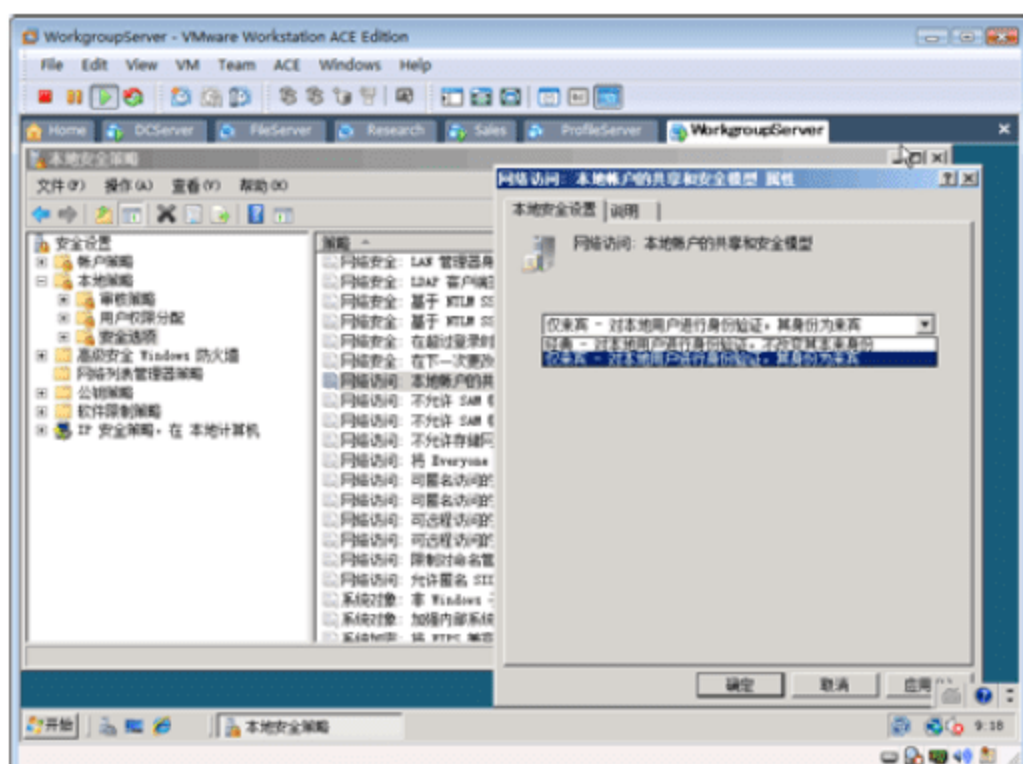 WorkgroupServer - VMware Workstation ACE Edition
File Edit View VM Team ACE Windows Help
Home DCServer FileServer Research Sales ProfileServer WorkgroupServer
本地安全策略
文件(F) 操作(A) 查看(V) 帮助(H)
网络访问: 本地帐户的共享和安全模型 属性
本地安全设置 说明
网络访问: 本地帐户的共享和安全模型
仅来宾 - 对本地用户进行身份验证，其身份为来宾
经典 - 对本地用户进行身份验证，不改变其本来身份
仅来宾 - 对本地用户进行身份验证，其身份为来宾
安全设置
帐户策略
本地策略
审核策略
用户权限分配
安全选项
高级安全 Windows 防火墙
网络列表管理器策略
公钥策略
软件限制策略
IP 安全策略，在 本地计算机
策略
网络安全: LAN 管理器身
网络安全: LDAP 客户端
网络安全: 基于 NTLM SS
网络安全: 基于 NTLM SS
网络安全: 在超过登录时
网络安全: 在下一次更改
网络访问: 本地帐户的共
网络访问: 不允许 SAM
网络访问: 不允许 SAM
网络访问: 不允许存储网
网络访问: 将 Everyone
网络访问: 可匿名访问的
网络访问: 可匿名访问的
网络访问: 可远程访问的
网络访问: 可远程访问的
网络访问: 限制对命名管
网络访问: 允许匿名 SID
系统对象: 非 Windows
系统对象: 加强内部系统
系统加密: 将 FIPS 兼容
确定 取消 应用
开始 本地安全策略 9:18